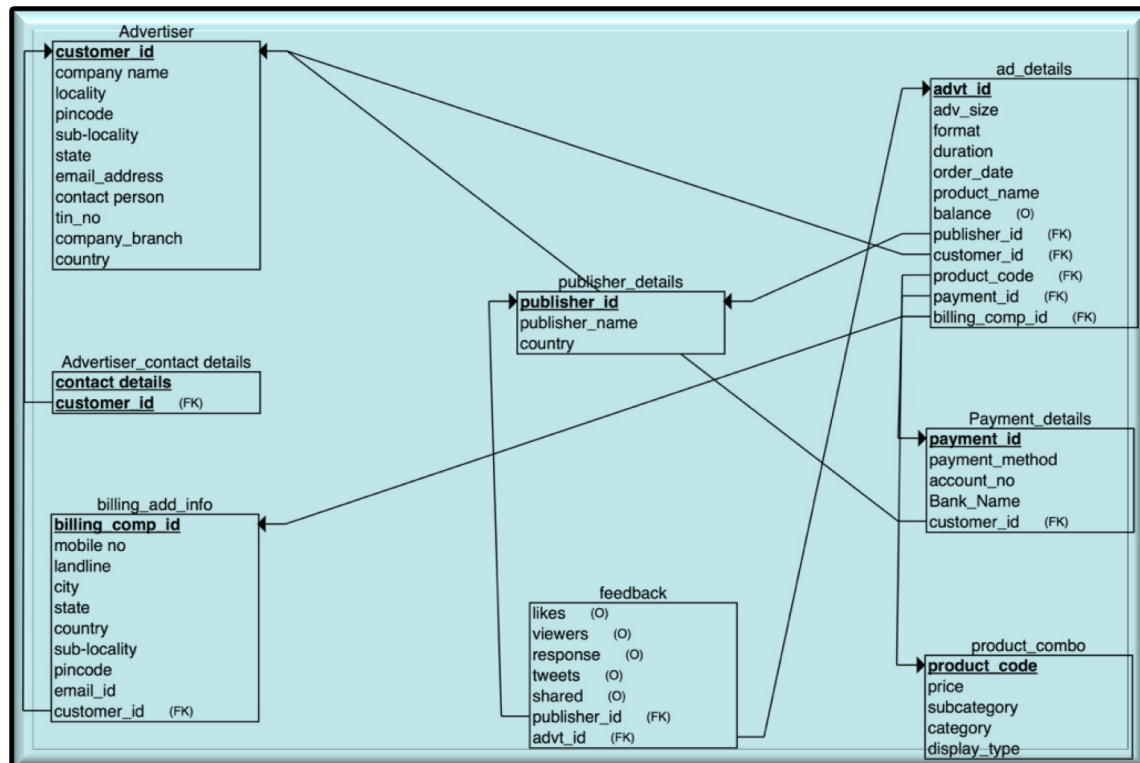 Advertiser
customer_id
company name
locality
pincode
sub-locality
state
email_address
contact person
tin_no
company_branch
country
Advertiser_contact details
contact details
customer_id (FK)
billing_add_info
billing_comp_id
mobile no
landline
city
state
country
sub-locality
pincode
email_id
customer_id (FK)
publisher_details
publisher_id
publisher_name
country
feedback
likes (O)
viewers (O)
response (O)
tweets (O)
shared (O)
publisher_id (FK)
advt_id (FK)
ad_details
advt_id
adv_size
format
duration
order_date
product_name
balance (O)
publisher_id (FK)
customer_id (FK)
product_code (FK)
payment_id (FK)
billing_comp_id (FK)
Payment_details
payment_id
payment_method
account_no
Bank_Name
customer_id (FK)
product_combo
product_code
price
subcategory
category
display_type